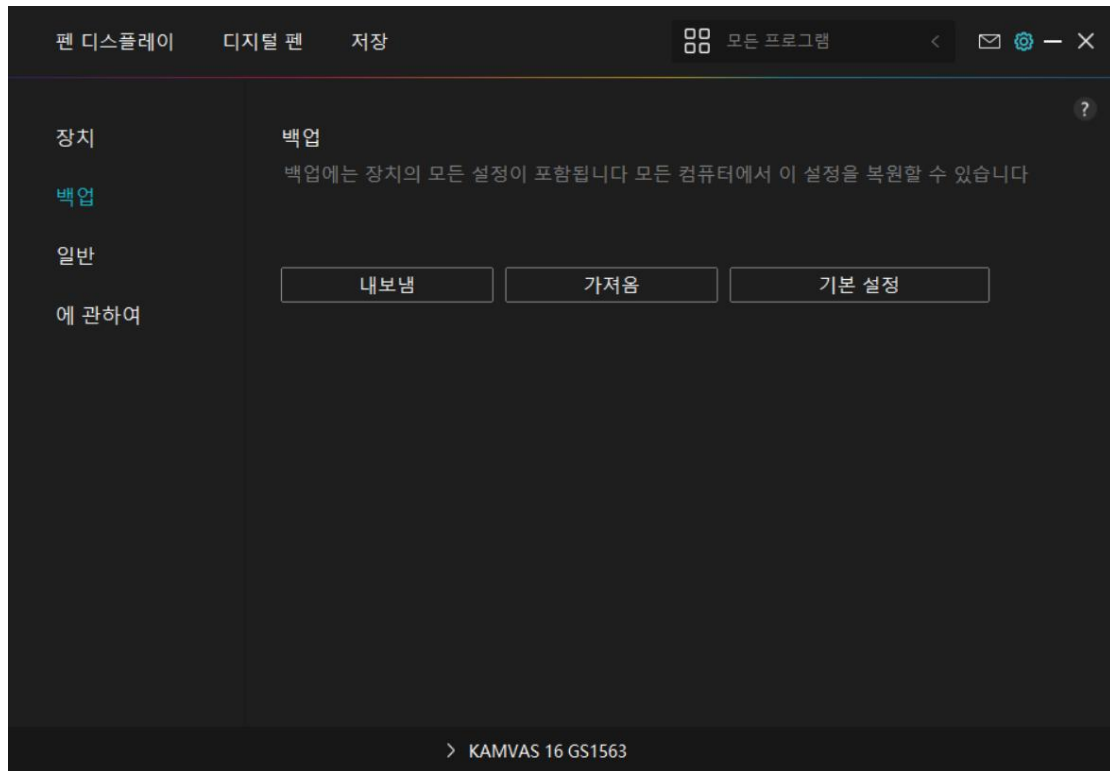 펜 디스플레이 디지털 펜 저장 모든 프로그램
?
장치
백업
일반
에 관하여
백업
백업에는 장치의 모든 설정이 포함됩니다 모든 컴퓨터에서 이 설정을 복원할 수 있습니다
내보냄 가져옴 기본 설정
KAMVAS 16 GS1563